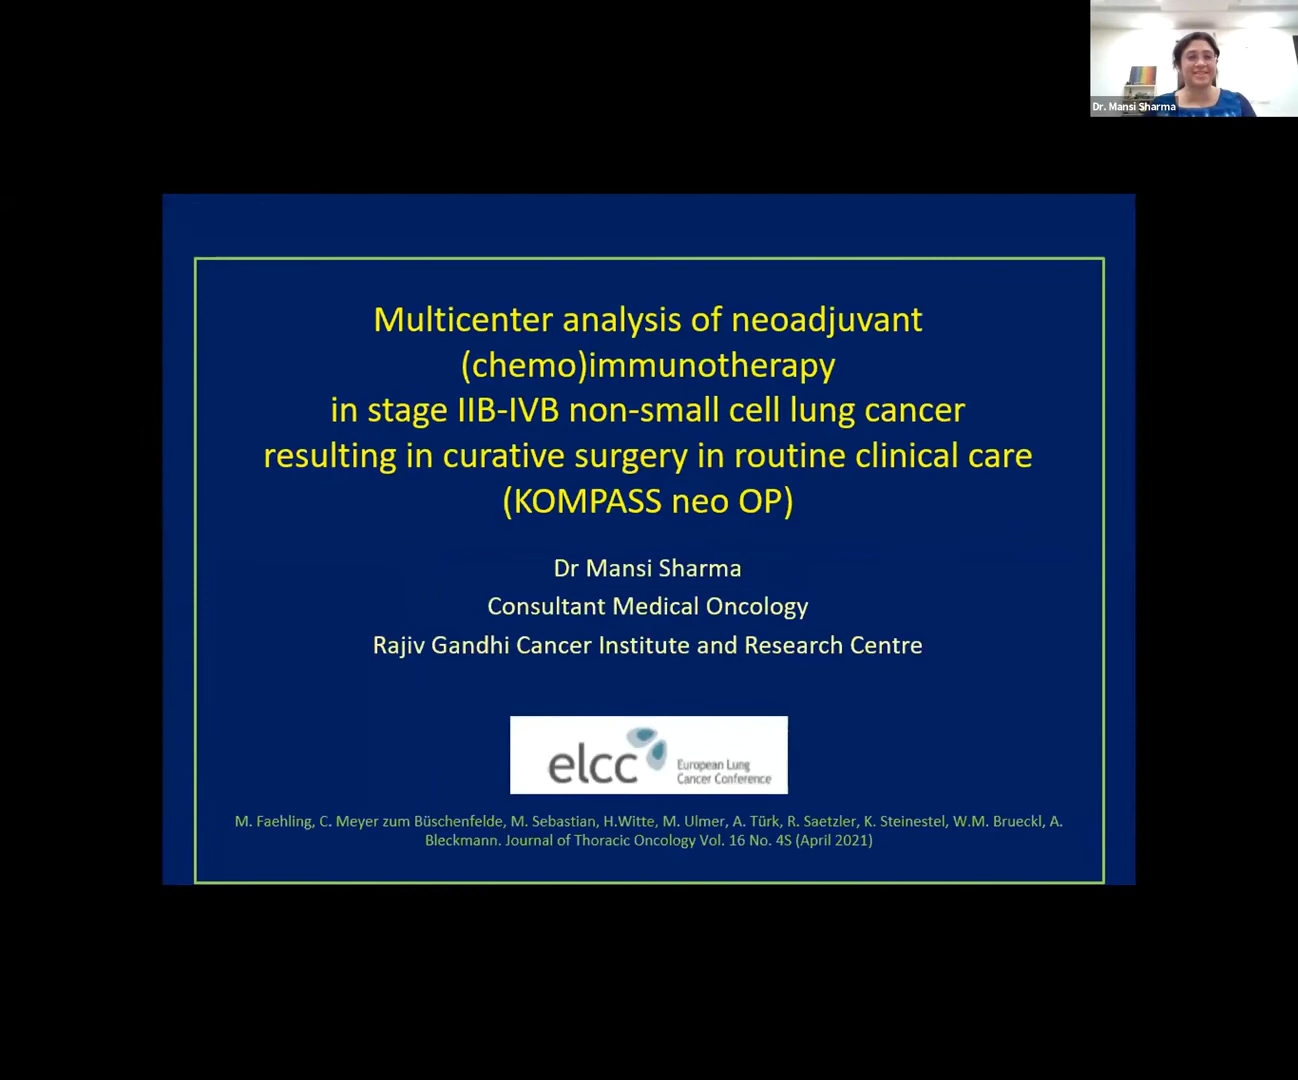 Dr. Mansi Sharma
Multicenter analysis of neoadjuvant
(chemo)immunotherapy
in stage IIB-IVB non-small cell lung cancer
resulting in curative surgery in routine clinical care
(KOMPASS neo OP)
Dr Mansi Sharma
Consultant Medical Oncology
Rajiv Gandhi Cancer Institute and Research Centre
elcc
European Lung
Cancer Conference
M. Faehling, C. Meyer zum Büschenfelde, M. Sebastian, H.Witte, M. Ulmer, A. Türk, R. Saetzler, K. Steinestel, W.M. Brueckl, A.
Bleckmann. Journal of Thoracic Oncology Vol. 16 No. 4S (April 2021)